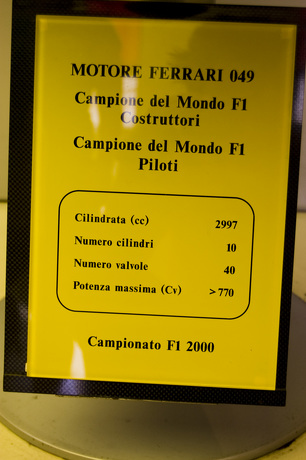 MOTORE FERRARI 049
Campione del Mondo F1
Costruttori
Campione del Mondo F1
Piloti
Cilindrata (cc) 2997
Numero cilindri 10
Numero valvole 40
Potenza massima (Cv) >770
Campionato F1 2000